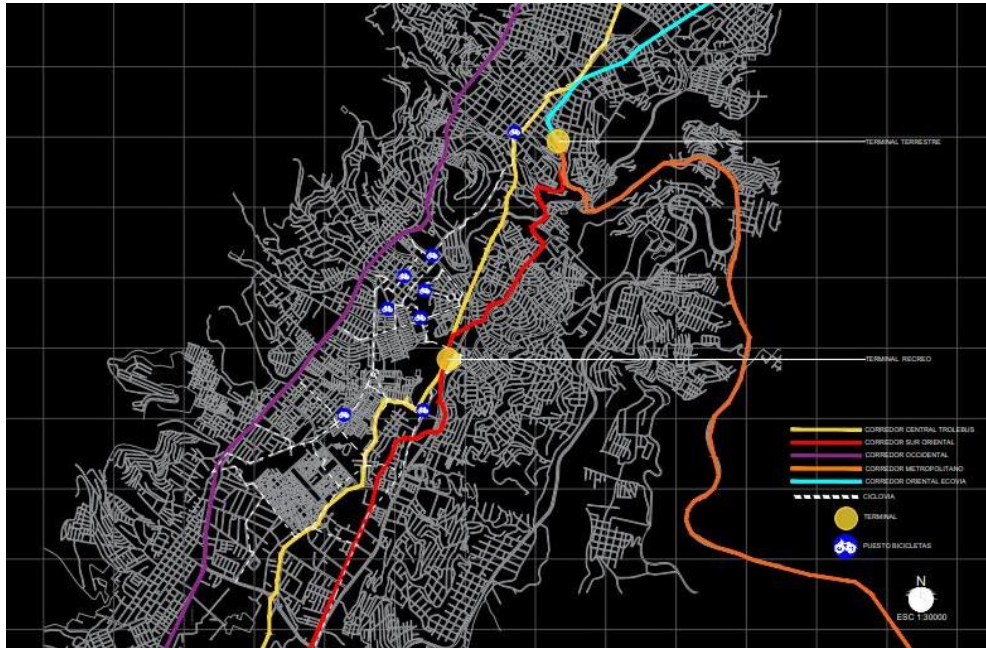 TERMINAL TERRESTRE
TERMINAL RECREO
CORREDOR CENTRAL TROLEBUS
CORREDOR SUR ORIENTAL
CORREDOR OCCIDENTAL
CORREDOR METROPOLITANO
CORREDOR ORIENTAL ECOVIA
CICLOVIA
TERMINAL
PUESTO BICICLETAS
N
ESC 1:30000